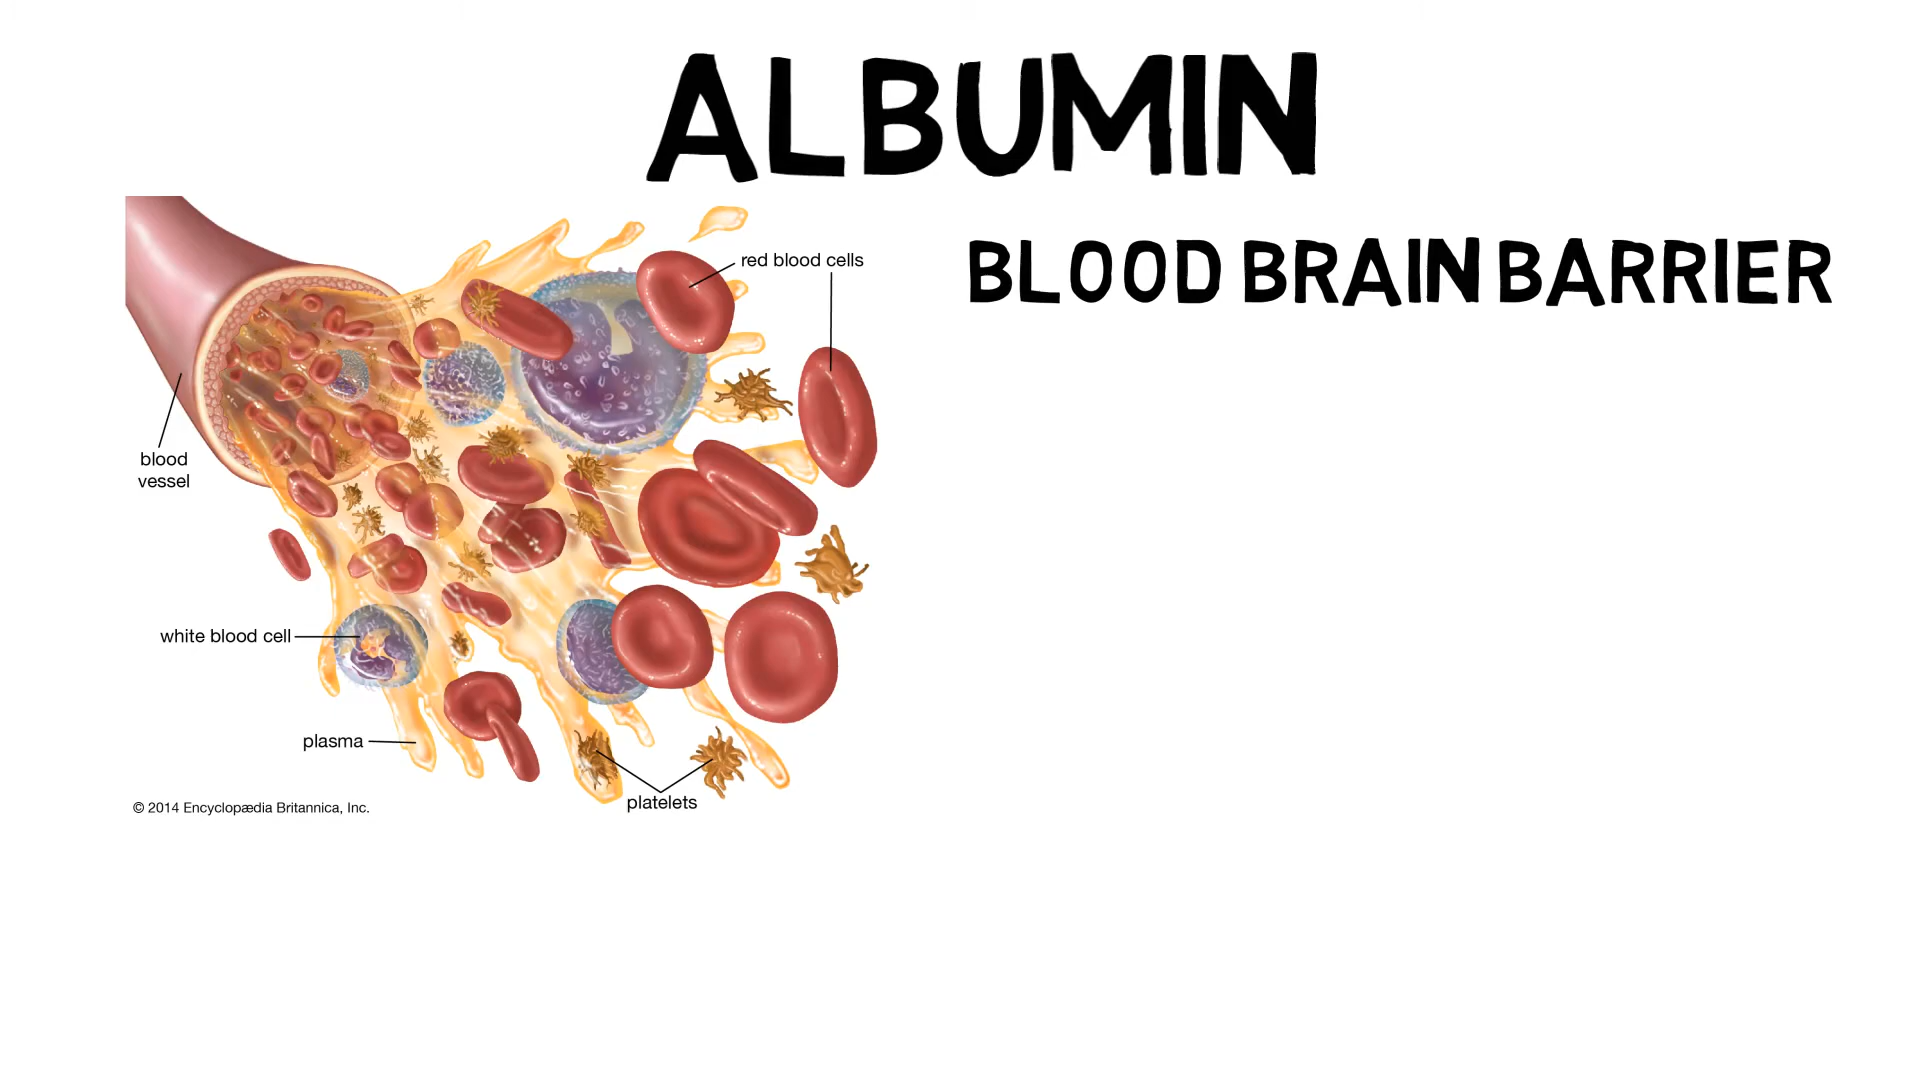 ALBUMIN
BLOOD BRAIN BARRIER
red blood cells
blood
vessel
white blood cell
plasma
platelets
© 2014 Encyclopædia Britannica, Inc.